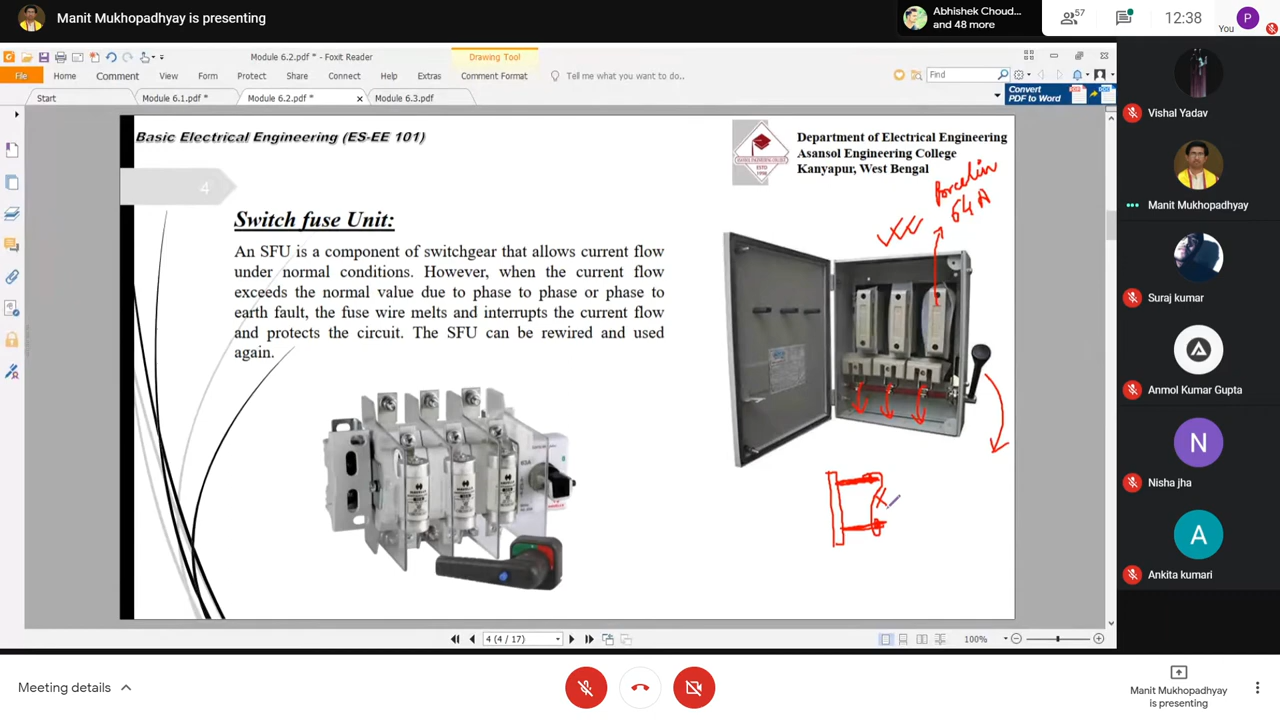 Manit Mukhopadhyay is presenting
Abhishek Choud...
and 48 more
57
12:38
You
P
Module 6.2.pdf * - Foxit Reader
Drawing Tool
File
Home
Comment
View
Form
Protect
Share
Connect
Help
Extras
Comment Format
Tell me what you want to do..
Find
Start
Module 6.1.pdf *
Module 6.2.pdf *
Module 6.3.pdf
Convert
PDF to Word
Basic Electrical Engineering (ES-EE 101)
Department of Electrical Engineering
Asansol Engineering College
Kanyapur, West Bengal
4
Porcelin
64 A
Switch fuse Unit:
An SFU is a component of switchgear that allows current flow
under normal conditions. However, when the current flow
exceeds the normal value due to phase to phase or phase to
earth fault, the fuse wire melts and interrupts the current flow
and protects the circuit. The SFU can be rewired and used
again.
4 (4 / 17)
100%
Vishal Yadav
Manit Mukhopadhyay
Suraj kumar
Anmol Kumar Gupta
N
Nisha jha
A
Ankita kumari
Meeting details
Manit Mukhopadhyay
is presenting